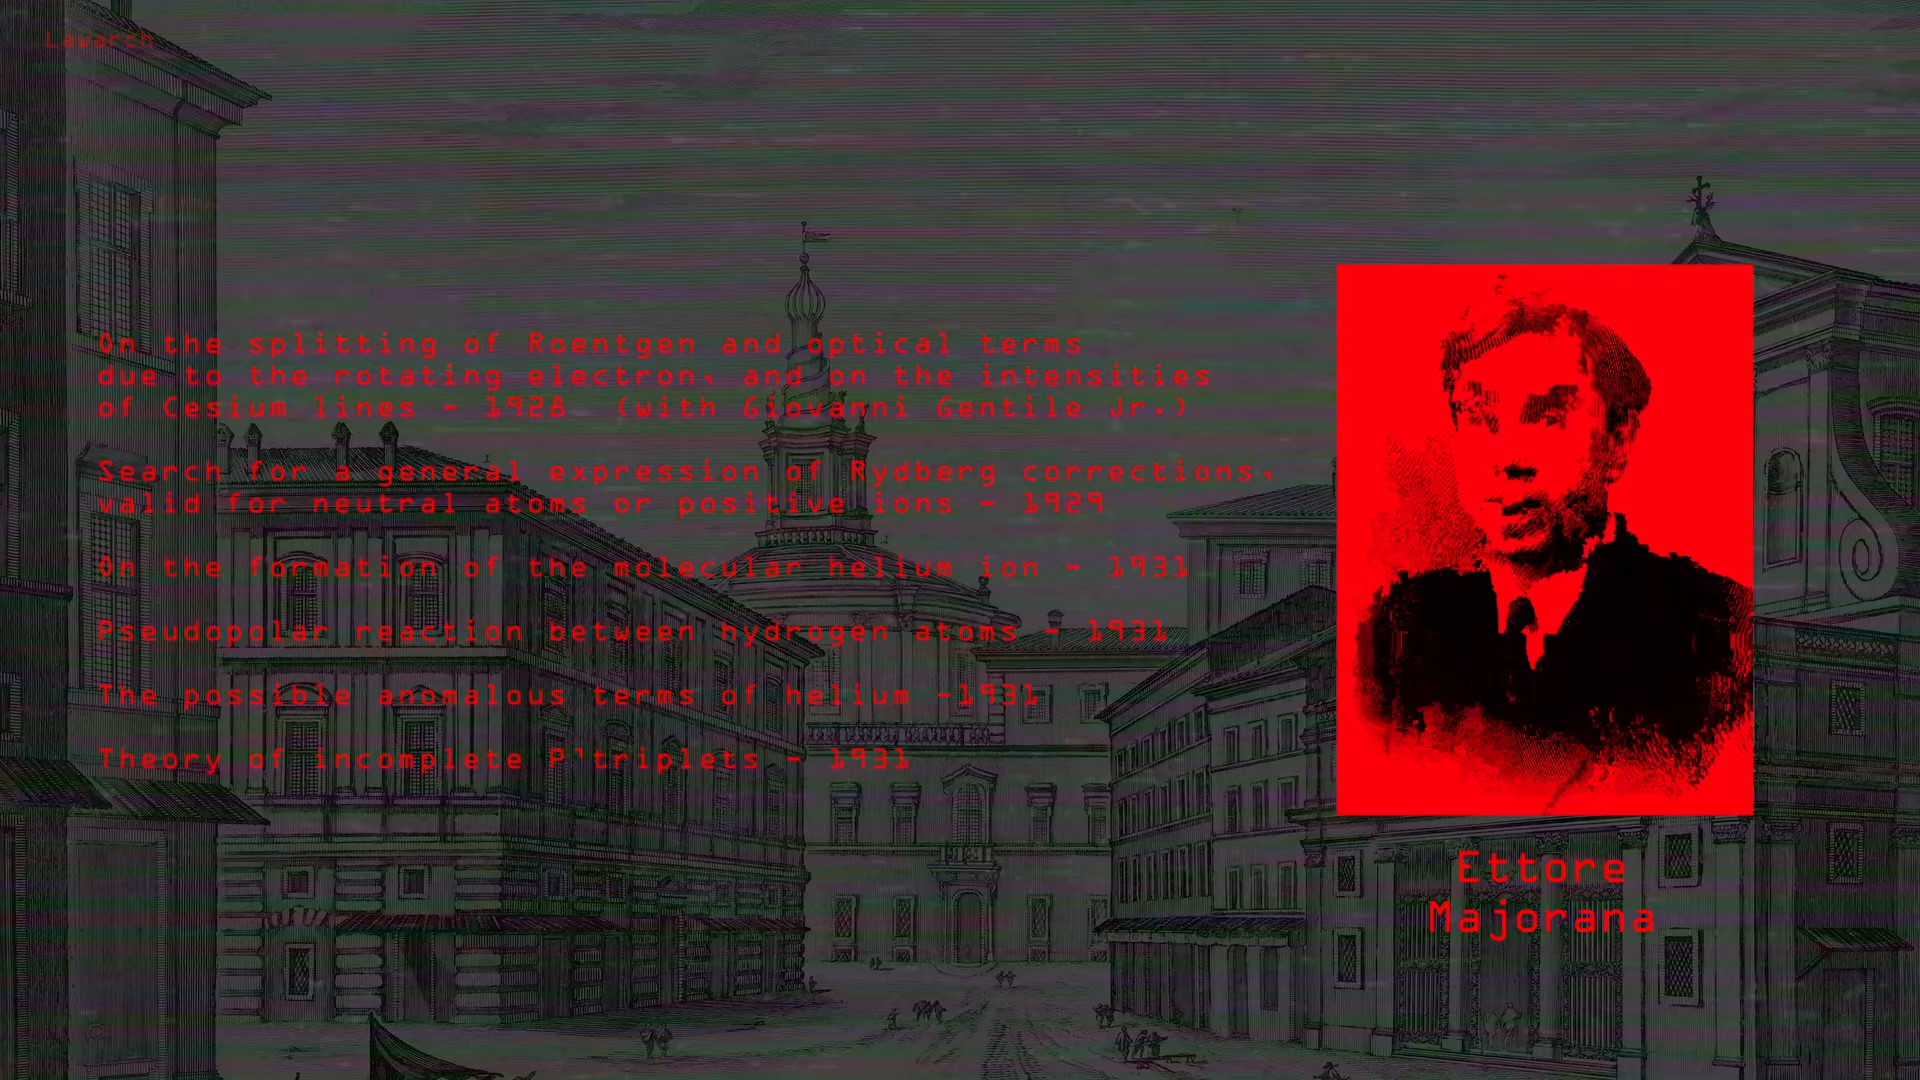 Lawarch
On the splitting of Roentgen and optical terms
due to the rotating electron, and on the intensities
of Cesium lines - 1928 (with Giovanni Gentile Jr.)
Search for a general expression of Rydberg corrections,
valid for neutral atoms or positive ions - 1929
On the formation of the molecular helium ion - 1931
Pseudopolar reaction between hydrogen atoms - 1931
The possible anomalous terms of helium -1931
Theory of incomplete P'triplets - 1931
Ettore
Majorana